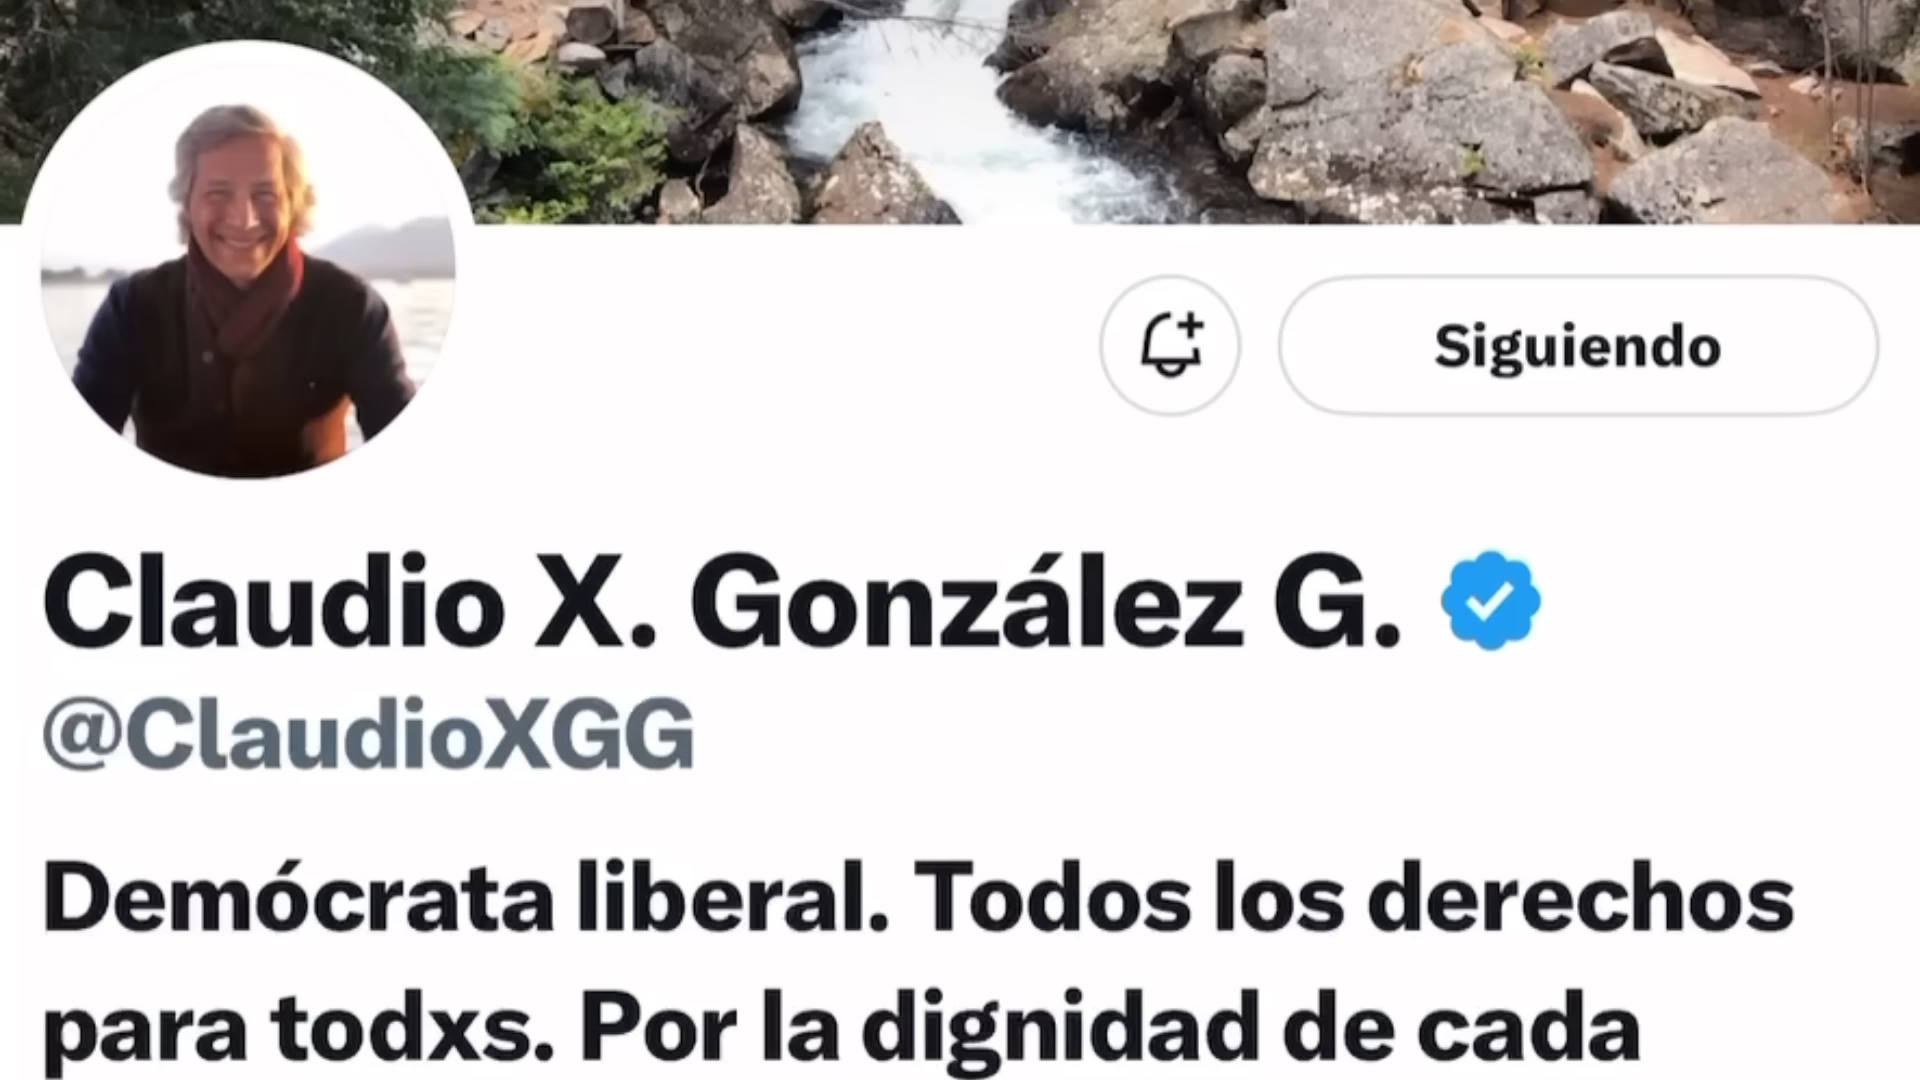 Siguiendo
Claudio X. González G.
@ClaudioXGG
Demócrata liberal. Todos los derechos
para todxs. Por la dignidad de cada